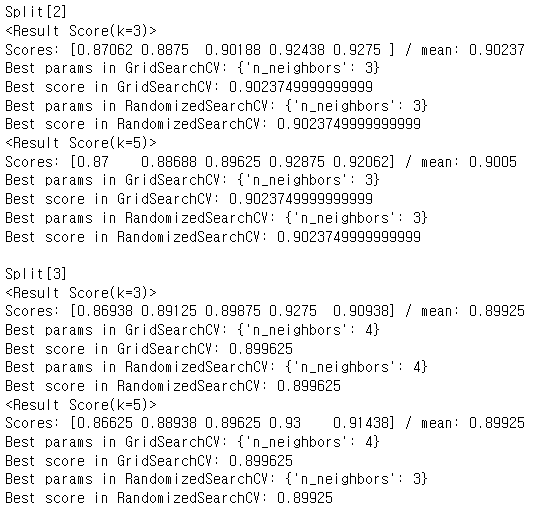 Split[2]
<Result Score(k=3)>
Scores: [0.87062 0.8875  0.90188 0.92438 0.9275 ] / mean: 0.90237
Best params in GridSearchCV: {'n_neighbors': 3}
Best score in GridSearchCV: 0.9023749999999999
Best params in RandomizedSearchCV: {'n_neighbors': 3}
Best score in RandomizedSearchCV: 0.9023749999999999
<Result Score(k=5)>
Scores: [0.87    0.88688 0.89625 0.92875 0.92062] / mean: 0.9005
Best params in GridSearchCV: {'n_neighbors': 3}
Best score in GridSearchCV: 0.9023749999999999
Best params in RandomizedSearchCV: {'n_neighbors': 3}
Best score in RandomizedSearchCV: 0.9023749999999999

Split[3]
<Result Score(k=3)>
Scores: [0.86938 0.89125 0.89875 0.9275  0.90938] / mean: 0.89925
Best params in GridSearchCV: {'n_neighbors': 4}
Best score in GridSearchCV: 0.899625
Best params in RandomizedSearchCV: {'n_neighbors': 4}
Best score in RandomizedSearchCV: 0.899625
<Result Score(k=5)>
Scores: [0.86625 0.88938 0.89625 0.93    0.91438] / mean: 0.89925
Best params in GridSearchCV: {'n_neighbors': 4}
Best score in GridSearchCV: 0.899625
Best params in RandomizedSearchCV: {'n_neighbors': 3}
Best score in RandomizedSearchCV: 0.89925